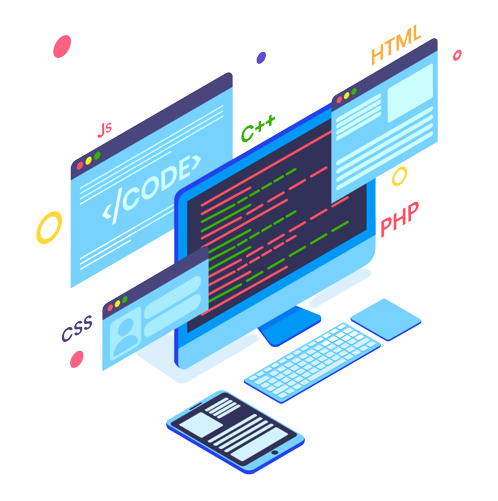 HTML
Js
C++
</CODE>
PHP
CSS